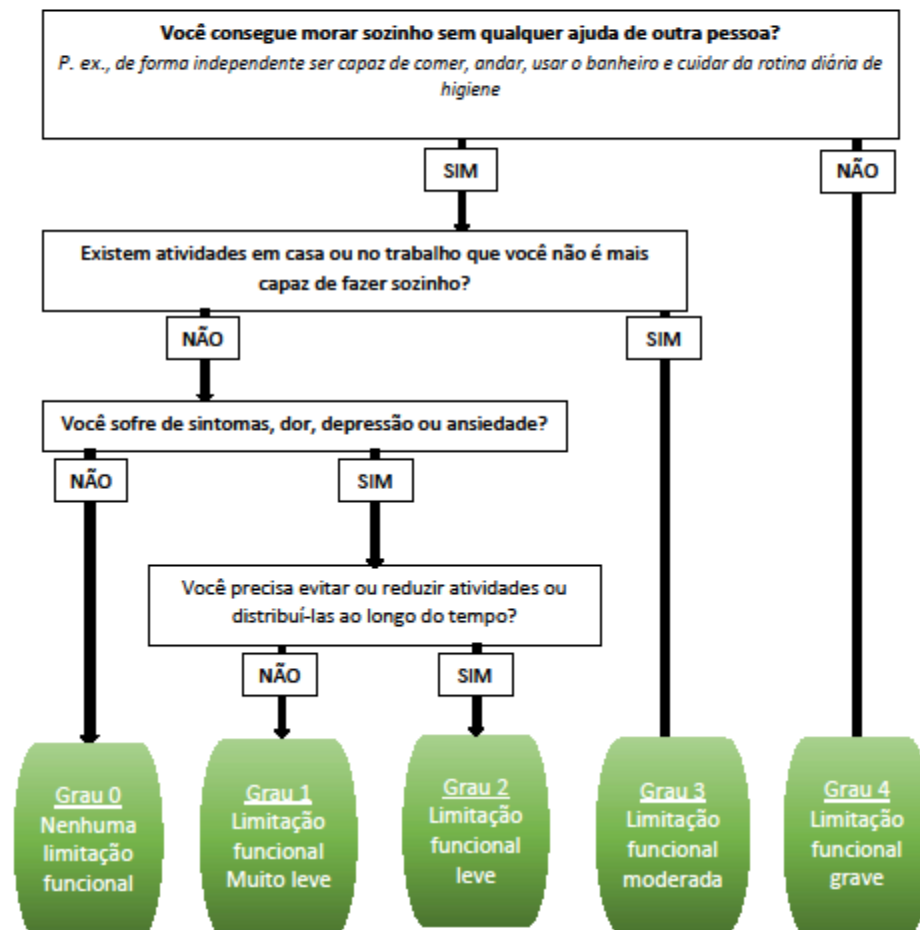 Você consegue morar sozinho sem qualquer ajuda de outra pessoa?
P. ex., de forma independente ser capaz de comer, andar, usar o banheiro e cuidar da rotina diária de
higiene
SIM
NÃO
Existem atividades em casa ou no trabalho que você não é mais
capaz de fazer sozinho?
NÃO
SIM
Você sofre de sintomas, dor, depressão ou ansiedade?
NÃO
SIM
Você precisa evitar ou reduzir atividades ou
distribuí-las ao longo do tempo?
NÃO
SIM
Grau 0
Nenhuma
limitação
funcional
Grau 1
Limitação
funcional
Muito leve
Grau 2
Limitação
funcional
leve
Grau 3
Limitação
funcional
moderada
Grau 4
Limitação
funcional
grave